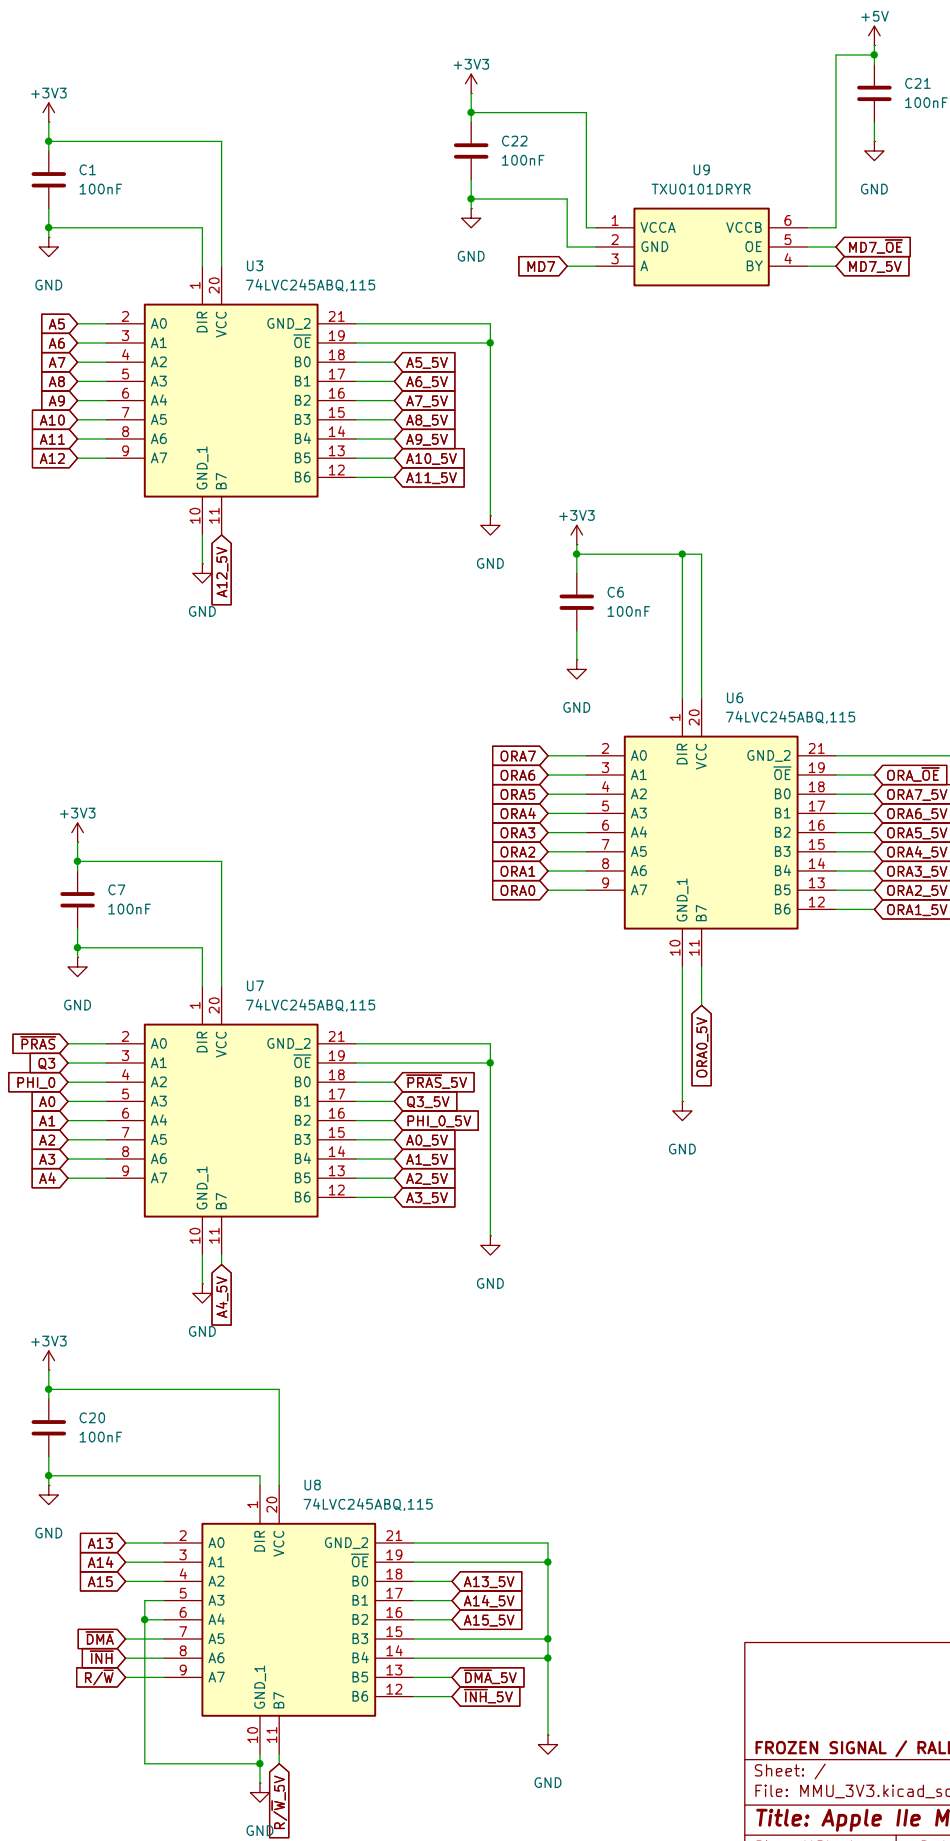 +5V
C21
100nF
GND
+3V3
C22
100nF
GND
U9
TXU0101DRYR
1 VCCA VCCB 6
2 GND OE 5 MD7_OE
MD7 3 A BY 4 MD7_5V
+3V3
C1
100nF
GND
U3
74LVC245ABQ,115
1 20
DIR VCC
A5 2 A0 GND_2 21
A6 3 A1 OE 19
A7 4 A2 B0 18 A5_5V
A8 5 A3 B1 17 A6_5V
A9 6 A4 B2 16 A7_5V
A10 7 A5 B3 15 A8_5V
A11 8 A6 B4 14 A9_5V
A12 9 A7 B5 13 A10_5V
B6 12 A11_5V
GND_1 B7
10 11
A12_5V
GND
GND
+3V3
C6
100nF
GND
U6
74LVC245ABQ,115
1 20
DIR VCC
ORA7 2 A0 GND_2 21
ORA6 3 A1 OE 19 ORA_OE
ORA5 4 A2 B0 18 ORA7_5V
ORA4 5 A3 B1 17 ORA6_5V
ORA3 6 A4 B2 16 ORA5_5V
ORA2 7 A5 B3 15 ORA4_5V
ORA1 8 A6 B4 14 ORA3_5V
ORA0 9 A7 B5 13 ORA2_5V
B6 12 ORA1_5V
GND_1 B7
10 11
ORA0_5V
GND
+3V3
C7
100nF
GND
U7
74LVC245ABQ,115
1 20
DIR VCC
PRAS 2 A0 GND_2 21
Q3 3 A1 OE 19
PHI_0 4 A2 B0 18 PRAS_5V
A0 5 A3 B1 17 Q3_5V
A1 6 A4 B2 16 PHI_0_5V
A2 7 A5 B3 15 A0_5V
A3 8 A6 B4 14 A1_5V
A4 9 A7 B5 13 A2_5V
B6 12 A3_5V
GND_1 B7
10 11
A4_5V
GND
GND
+3V3
C20
100nF
GND
U8
74LVC245ABQ,115
1 20
DIR VCC
A13 2 A0 GND_2 21
A14 3 A1 OE 19
A15 4 A2 B0 18 A13_5V
5 A3 B1 17 A14_5V
6 A4 B2 16 A15_5V
DMA 7 A5 B3 15
INH 8 A6 B4 14
R/W 9 A7 B5 13 DMA_5V
B6 12 INH_5V
GND_1 B7
10 11
R/W_5V
GND
GND
FROZEN SIGNAL /
Sheet: /
File: MMU_3V3.kicad_sc
Title: Apple IIe M